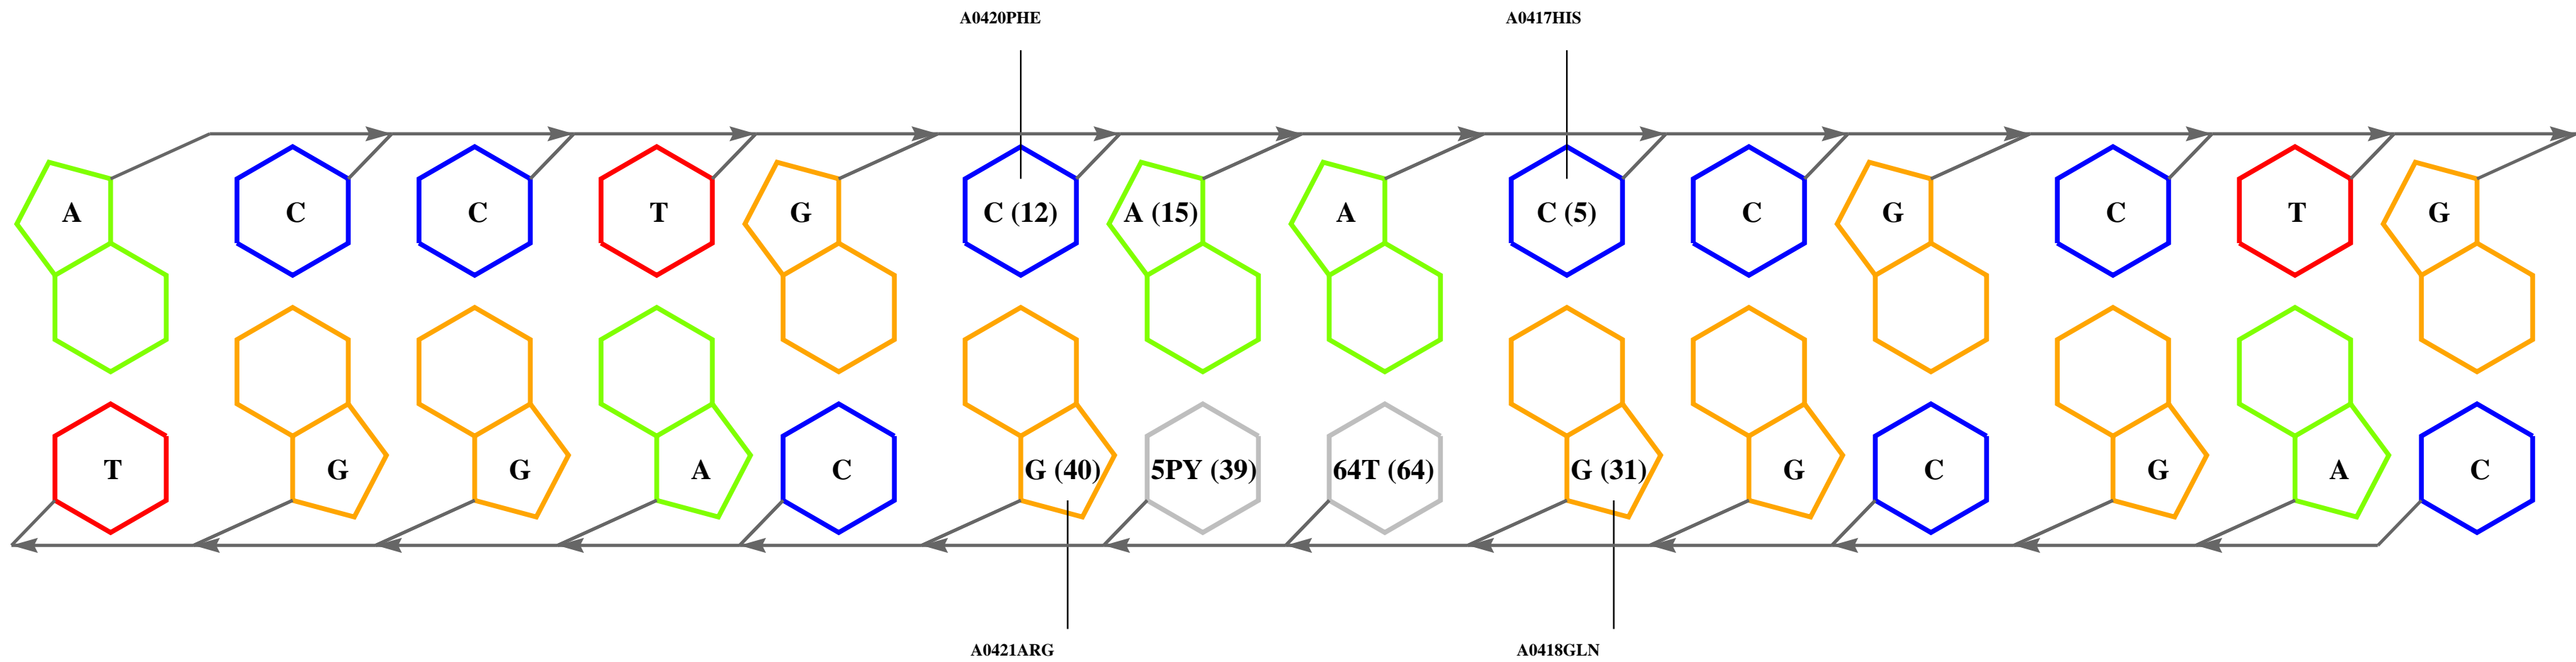 A0420PHE A0417HIS
A C C T G C (12) A (15) A C (5) C G C T G
T G G A C G (40) 5PY (39) 64T (64) G (31) G C G A C
A0421ARG A0418GLN